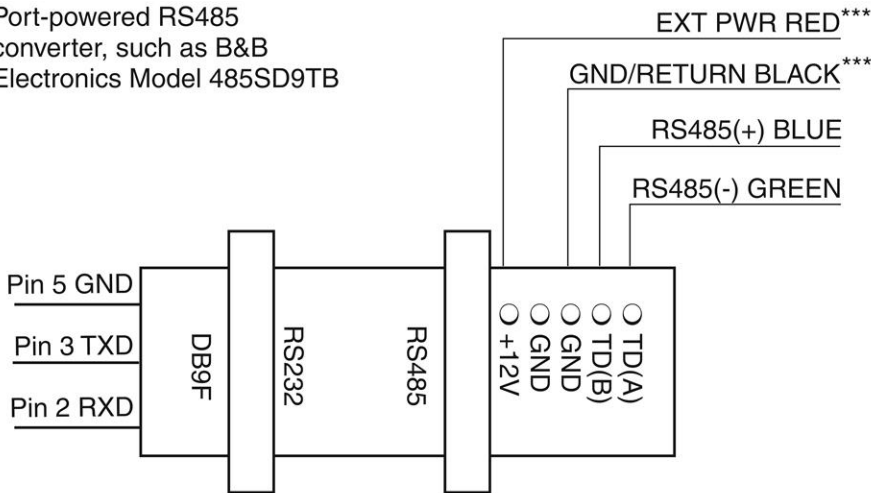 Port-powered RS485
converter, such as B&B
Electronics Model 485SD9TB
EXT PWR RED***
GND/RETURN BLACK***
RS485(+) BLUE
RS485(-) GREEN
Pin 5 GND
Pin 3 TXD
Pin 2 RXD
DB9F
RS232
RS485
+12V
GND
GND
TD(B)
TD(A)